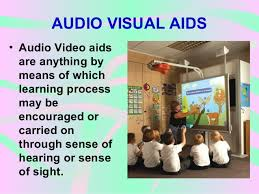 AUDIO VISUAL AIDS
• Audio Video aids
are anything by
means of which
learning process
may be
encouraged or
carried on
through sense of
hearing or sense
of sight.